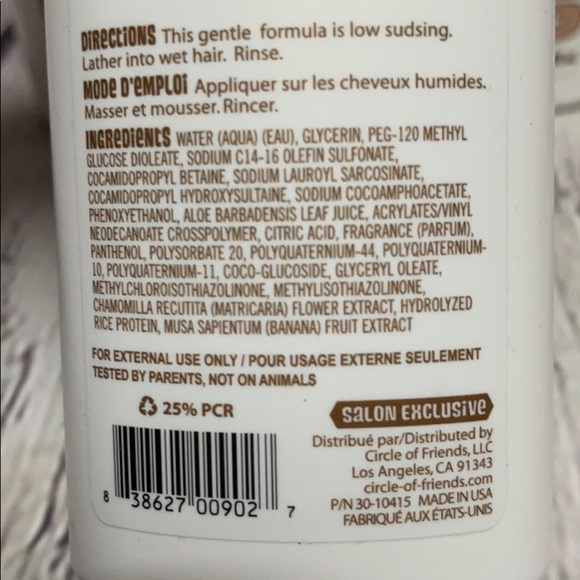 DIRECTIONS This gentle formula is low sudsing.
Lather into wet hair. Rinse.
MODE D'EMPLOI Appliquer sur les cheveux humides.
Masser et mousser. Rincer.
INGREDIENTS WATER (AQUA) (EAU), GLYCERIN, PEG-120 METHYL
GLUCOSE DIOLEATE, SODIUM C14-16 OLEFIN SULFONATE,
COCAMIDOPROPYL BETAINE, SODIUM LAUROYL SARCOSINATE,
COCAMIDOPROPYL HYDROXYSULTAINE, SODIUM COCOAMPHOACETATE,
PHENOXYETHANOL, ALOE BARBADENSIS LEAF JUICE, ACRYLATES/VINYL
NEODECANOATE CROSSPOLYMER, CITRIC ACID, FRAGRANCE (PARFUM),
PANTHENOL, POLYSORBATE 20, POLYQUATERNIUM-44, POLYQUATERNIUM-
10, POLYQUATERNIUM-11, COCO-GLUCOSIDE, GLYCERYL OLEATE,
METHYLCHLOROISOTHIAZOLINONE, METHYLISOTHIAZOLINONE,
CHAMOMILLA RECUTITA (MATRICARIA) FLOWER EXTRACT, HYDROLYZED
RICE PROTEIN, MUSA SAPIENTUM (BANANA) FRUIT EXTRACT
FOR EXTERNAL USE ONLY / POUR USAGE EXTERNE SEULEMENT
TESTED BY PARENTS, NOT ON ANIMALS
25% PCR
SALON EXCLUSIVE
Distribué par/Distributed by
Circle of Friends, LLC
Los Angeles, CA 91343
circle-of-friends.com
P/N 30-10415 MADE IN USA
FABRIQUÉ AUX ÉTATS-UNIS
8 38627 00902 7